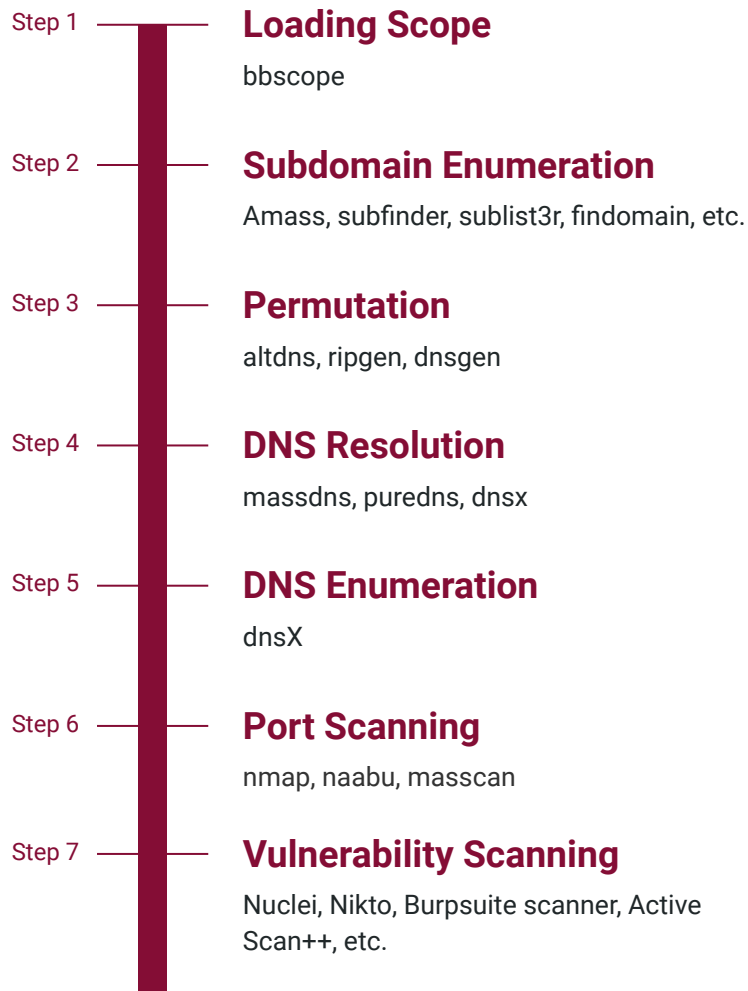 Step 1
Loading Scope
bbscope
Step 2
Subdomain Enumeration
Amass, subfinder, sublist3r, findomain, etc.
Step 3
Permutation
altdns, ripgen, dnsgen
Step 4
DNS Resolution
massdns, puredns, dnsx
Step 5
DNS Enumeration
dnsX
Step 6
Port Scanning
nmap, naabu, masscan
Step 7
Vulnerability Scanning
Nuclei, Nikto, Burpsuite scanner, Active
Scan++, etc.